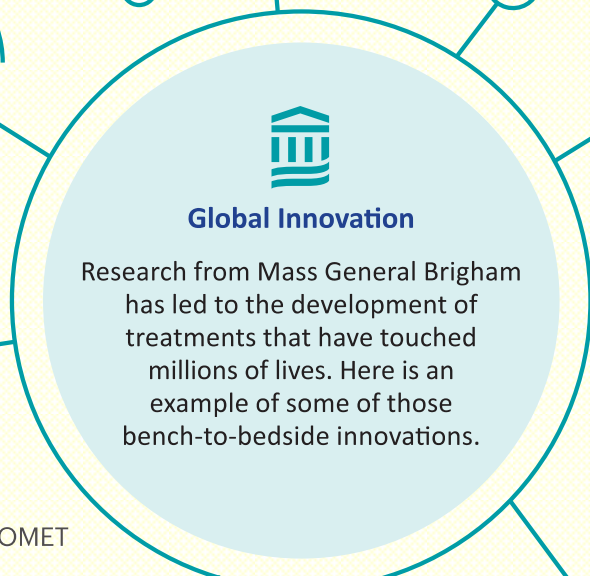 Global Innovation
Research from Mass General Brigham
has led to the development of
treatments that have touched
millions of lives. Here is an
example of some of those
bench-to-bedside innovations.
OMET